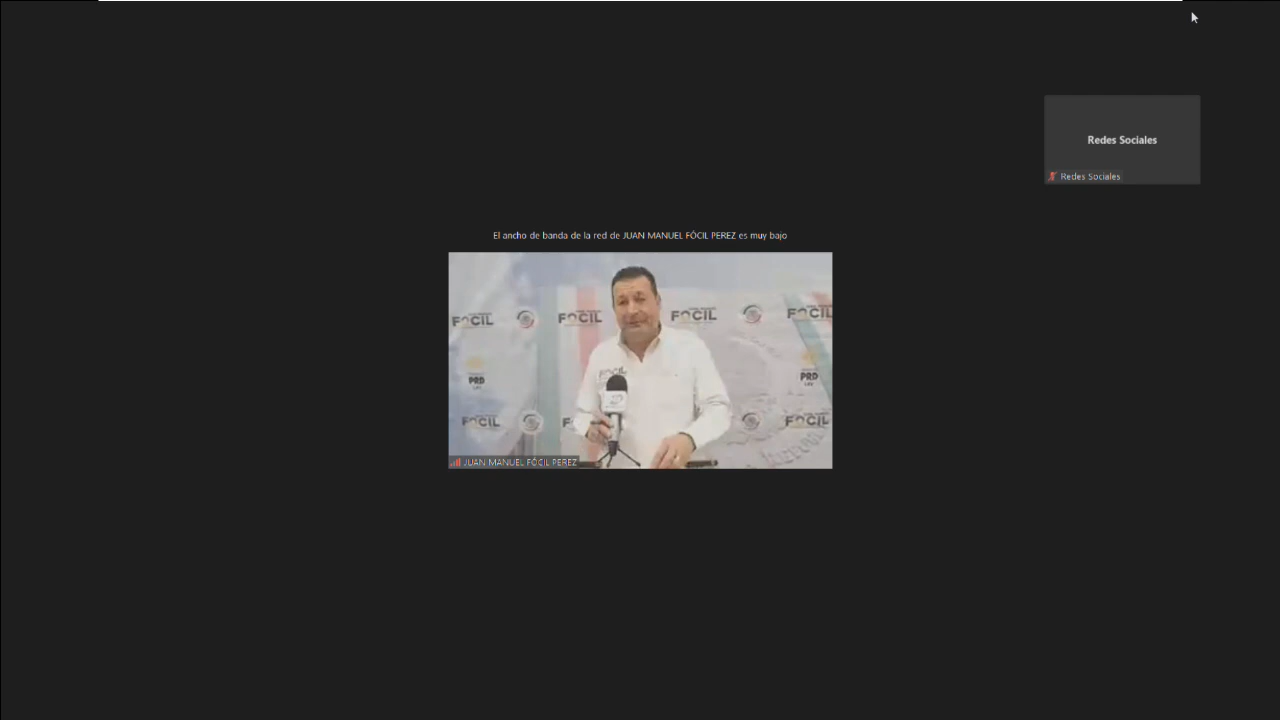 Redes Sociales
Redes Sociales
El ancho de banda de la red de JUAN MANUEL FÓCIL PEREZ es muy bajo
FOCIL
FOCIL
FOCIL
FOCIL
PRD
PRD
FOCIL
FOCIL
FOCIL
JUAN MANUEL FÓCIL PEREZ